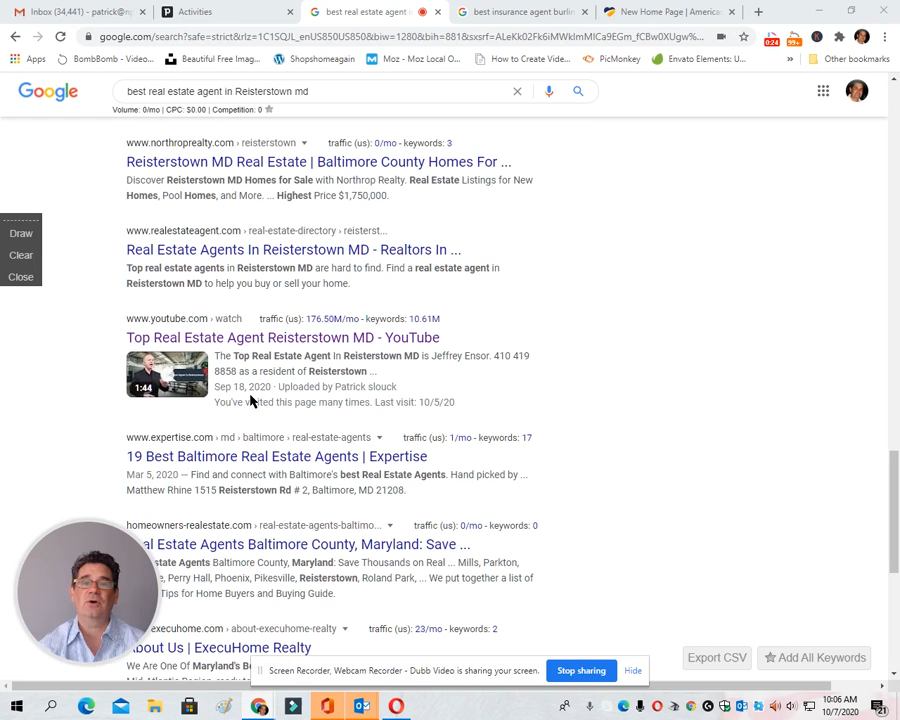 Inbox (34,441) - patrick@n
Activities
best real estate agent i
best insurance agent burlin
New Home Page | America
google.com/search?safe=strict&rlz=1C1SQJL_enUS850US850&biw=1280&bih=881&sxsrf=
Apps
BombBomb - Video...
Beautiful Free Imag...
Shopshomeagain
Moz - Moz Local O...
How to Create Vide...
PicMonkey
Envato Elements: U...
»
Other bookmarks
0:24
99+
Google
best real estate agent in Reisterstown md
Volume: 0/mo | CPC: $0.00 | Competition: 0
www.northroprealty.com › reisterstown
traffic (us): 0/mo - keywords: 3
Reisterstown MD Real Estate | Baltimore County Homes For ...
Discover Reisterstown MD Homes for Sale with Northrop Realty. Real Estate Listings for New
Homes, Pool Homes, and More. ... Highest Price $1,750,000.
www.realestateagent.com › real-estate-directory › reisterst...
Real Estate Agents In Reisterstown MD - Realtors In ...
Top real estate agents in Reisterstown MD are hard to find. Find a real estate agent in
Reisterstown MD to help you buy or sell your home.
Draw
Clear
Close
www.youtube.com › watch
traffic (us): 176.50M/mo - keywords: 10.61M
Top Real Estate Agent Reisterstown MD - YouTube
The Top Real Estate Agent In Reisterstown MD is Jeffrey Ensor. 410 419
8858 as a resident of Reisterstown ...
Sep 18, 2020 · Uploaded by Patrick slouck
You've visited this page many times. Last visit: 10/5/20
1:44
www.expertise.com › md › baltimore › real-estate-agents
traffic (us): 1/mo - keywords: 17
19 Best Baltimore Real Estate Agents | Expertise
Mar 5, 2020 — Find and connect with Baltimore's best Real Estate Agents. Hand picked by ...
Matthew Rhine 1515 Reisterstown Rd # 2, Baltimore, MD 21208.
homeowners-realestate.com › real-estate-agents-baltimo...
traffic (us): 0/mo - keywords: 0
al Estate Agents Baltimore County, Maryland: Save ...
state Agents Baltimore County, Maryland: Save Thousands on Real ... Mills, Parkton,
e, Perry Hall, Phoenix, Pikesville, Reisterstown, Roland Park, ... We put together a list of
Tips for Home Buyers and Buying Guide.
execuhome.com › about-execuhome-realty
traffic (us): 23/mo - keywords: 2
bout Us | ExecuHome Realty
We Are One Of Maryland's B
Export CSV
Add All Keywords
Screen Recorder, Webcam Recorder - Dubb Video is sharing your screen.
Stop sharing
Hide
10:06 AM
10/7/2020
21